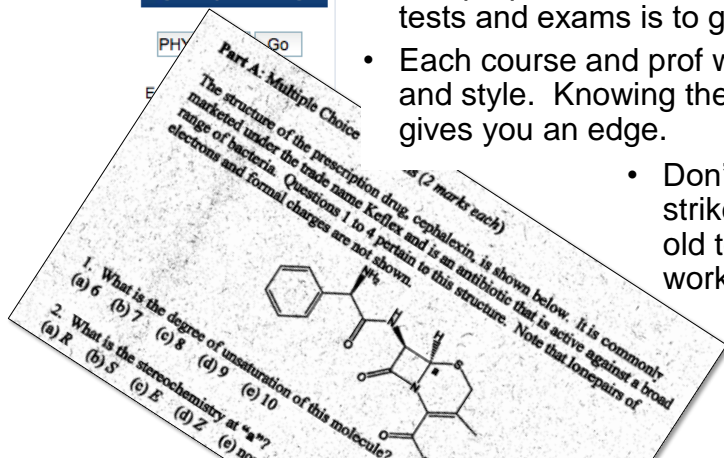 tests and exams is to g
PHY
Go
• Each course and prof w
and style. Knowing the
gives you an edge.
• Don'
strike
old t
work
E
Part A: Multiple Choice
(2 marks each)
The structure of the prescription drug, cephalexin, is shown below. It is commonly
marketed under the trade name Keflex and is an antibiotic that is active against a broad
range of bacteria. Questions 1 to 4 pertain to this structure. Note that lonepairs of
electrons and formal charges are not shown.
NH₂
H
N
H
O
S
O
N
O
a
1. What is the degree of unsaturation of this molecule?
(a) 6 (b) 7 (c) 8 (d) 9 (e) 10
2. What is the stereochemistry at "a"?
(a) R (b) S (c) E (d) Z (e) no